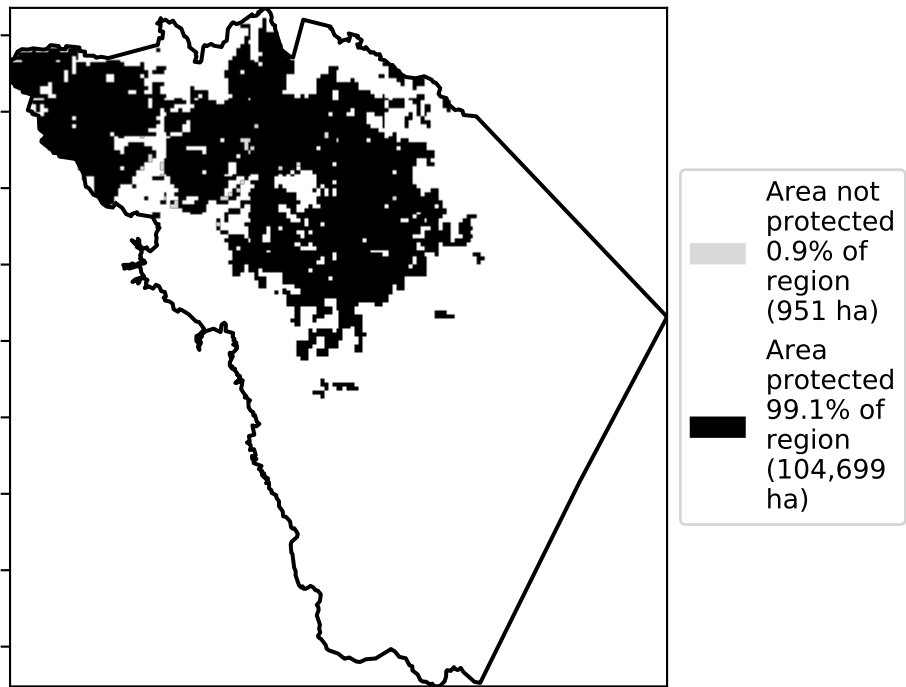 Area not
protected
0.9% of
region
(951 ha)
Area
protected
99.1% of
region
(104,699
ha)